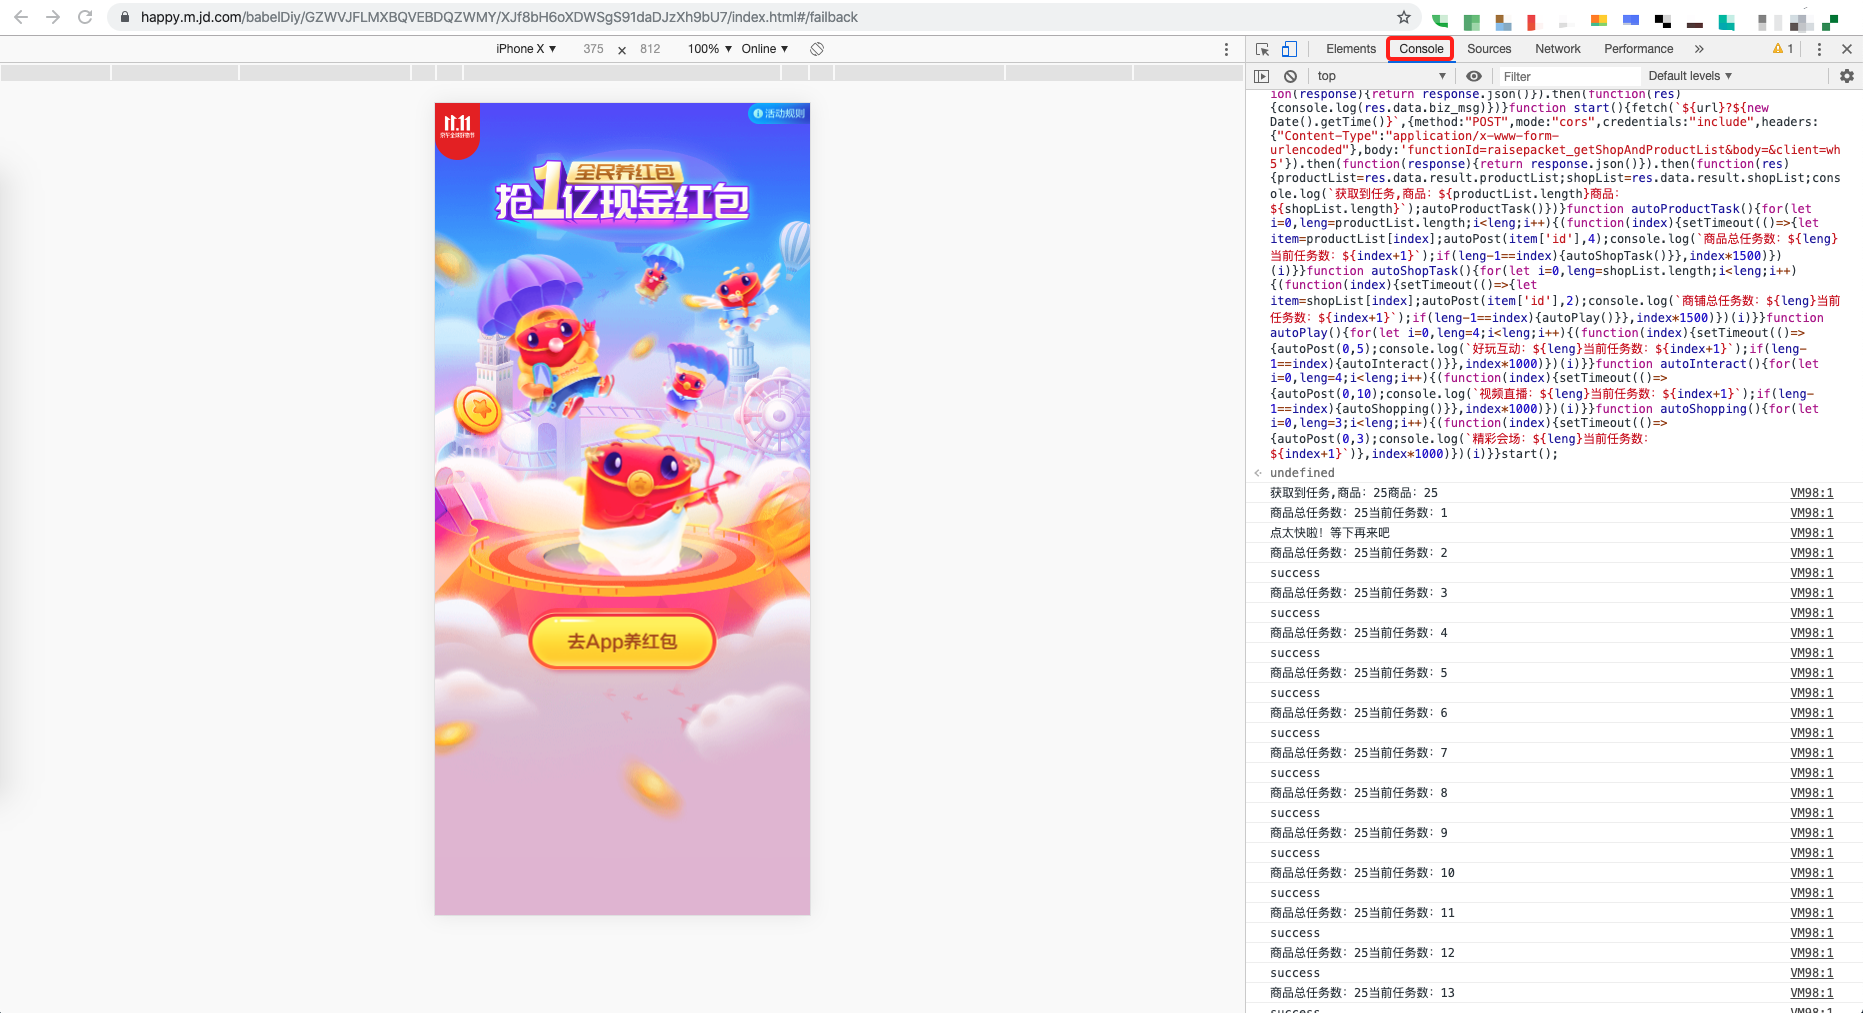 happy.m.jd.com/babelDiy/GZWVJFLMXBQVEBDQZWMY/XJf8bH6oXDWSgS91daDJzXh9bU7/index.html#/failback
iPhone X ▼ 375 x 812 100% ▼ Online ▼
Elements Console Sources Network Performance » 1
top ▼ Filter Default levels ▼
11.11
京东全球好物节
活动规则
全民养红包
抢1亿现金红包
去App养红包
ion(response){return response.json()}).then(function(res)
{console.log(res.data.biz_msg)})}function start(){fetch(`${url}?${new
Date().getTime()}`,{method:"POST",mode:"cors",credentials:"include",headers:
{"Content-Type":"application/x-www-form-
urlencoded"},body:'functionId=raisepacket_getShopAndProductList&body=&client=wh
5'}).then(function(response){return response.json()}).then(function(res)
{productList=res.data.result.productList;shopList=res.data.result.shopList;cons
ole.log(`获取到任务,商品：${productList.length}商品：
${shopList.length}`);autoProductTask()})}function autoProductTask(){for(let
i=0,leng=productList.length;i<leng;i++){(function(index){setTimeout(()=>{let
item=productList[index];autoPost(item['id'],4);console.log(`商品总任务数：${leng}
当前任务数：${index+1}`);if(leng-1==index){autoShopTask()}},index*1500)})
(i)}}function autoShopTask(){for(let i=0,leng=shopList.length;i<leng;i++)
{(function(index){setTimeout(()=>{let
item=shopList[index];autoPost(item['id'],2);console.log(`商铺总任务数：${leng}当前
任务数：${index+1}`);if(leng-1==index){autoPlay()}},index*1500)})(i)}}function
autoPlay(){for(let i=0,leng=4;i<leng;i++){(function(index){setTimeout(()=>
{autoPost(0,5);console.log(`好玩互动：${leng}当前任务数：${index+1}`);if(leng-
1==index){autoInteract()}},index*1000)})(i)}}function autoInteract(){for(let
i=0,leng=4;i<leng;i++){(function(index){setTimeout(()=>
{autoPost(0,10);console.log(`视频直播：${leng}当前任务数：${index+1}`);if(leng-
1==index){autoShopping()}},index*1000)})(i)}}function autoShopping(){for(let
i=0,leng=3;i<leng;i++){(function(index){setTimeout(()=>
{autoPost(0,3);console.log(`精彩会场：${leng}当前任务数：
${index+1}`)},index*1000)})(i)}}start();
undefined
获取到任务,商品：25商品：25 VM98:1
商品总任务数：25当前任务数：1 VM98:1
点太快啦！等下再来吧 VM98:1
商品总任务数：25当前任务数：2 VM98:1
success VM98:1
商品总任务数：25当前任务数：3 VM98:1
success VM98:1
商品总任务数：25当前任务数：4 VM98:1
success VM98:1
商品总任务数：25当前任务数：5 VM98:1
success VM98:1
商品总任务数：25当前任务数：6 VM98:1
success VM98:1
商品总任务数：25当前任务数：7 VM98:1
success VM98:1
商品总任务数：25当前任务数：8 VM98:1
success VM98:1
商品总任务数：25当前任务数：9 VM98:1
success VM98:1
商品总任务数：25当前任务数：10 VM98:1
success VM98:1
商品总任务数：25当前任务数：11 VM98:1
success VM98:1
商品总任务数：25当前任务数：12 VM98:1
success VM98:1
商品总任务数：25当前任务数：13 VM98:1
success VM98:1